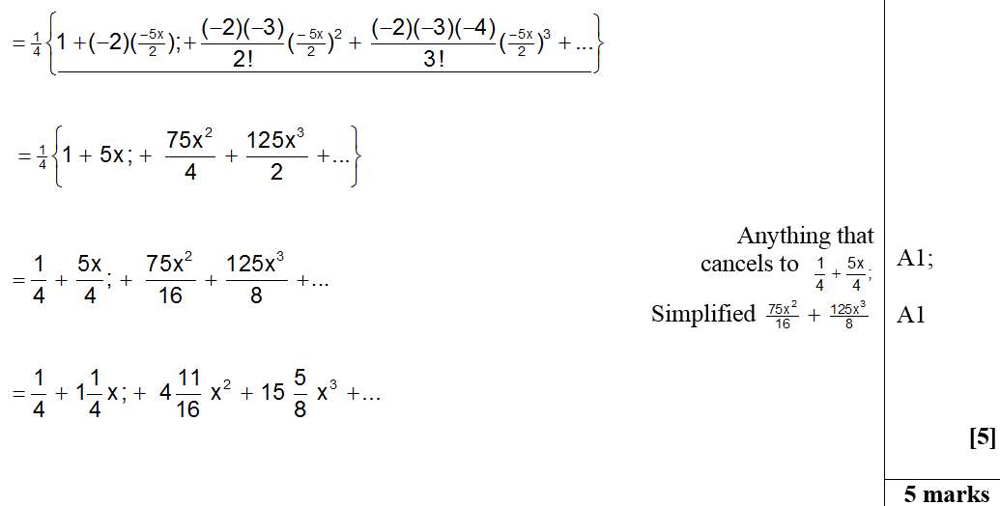 = 1/4 {1 + (–2)(–5x/2); + (–2)(–3)/2! (–5x/2)² + (–2)(–3)(–4)/3! (–5x/2)³ + ...}
= 1/4 {1 + 5x; + 75x²/4 + 125x³/2 + ...}
Anything that
cancels to 1/4 + 5x/4; A1;
= 1/4 + 5x/4; + 75x²/16 + 125x³/8 + ...
Simplified 75x²/16 + 125x³/8 A1
= 1/4 + 1 1/4 x; + 4 11/16 x² + 15 5/8 x³ + ...
[5]
5 marks